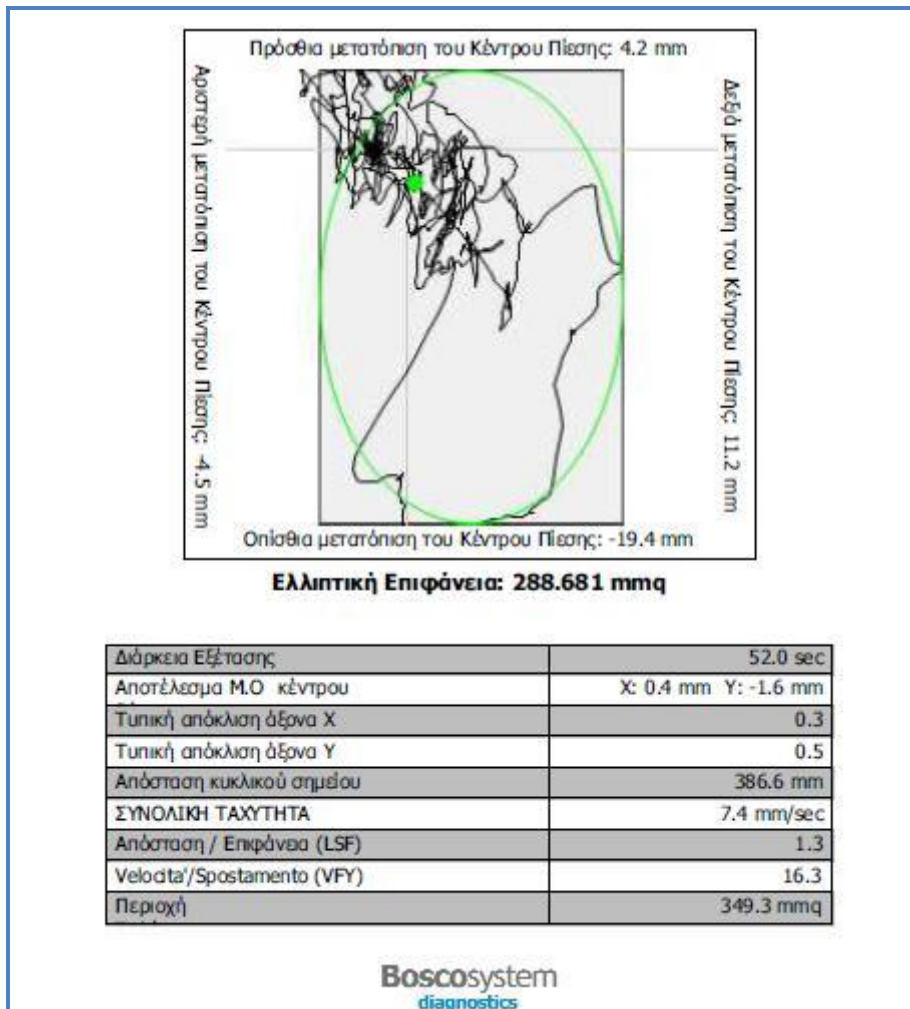 Πρόσθια μετατόπιση του Κέντρου Πίεσης: 4.2 mm
Αριστερή μετατόπιση του Κέντρου Πίεσης: -4.5 mm
Δεξιά μετατόπιση του Κέντρου Πίεσης: 11.2 mm
Οπίσθια μετατόπιση του Κέντρου Πίεσης: -19.4 mm
Ελλιπτική Επιφάνεια: 288.681 mmq
Διάρκεια Εξέτασης 52.0 sec
Αποτέλεσμα Μ.Ο κέντρου X: 0.4 mm Y: -1.6 mm
Τυπική απόκλιση άξονα X 0.3
Τυπική απόκλιση άξονα Y 0.5
Απόσταση κυκλικού σημείου 386.6 mm
ΣΥΝΟΛΙΚΗ ΤΑΧΥΤΗΤΑ 7.4 mm/sec
Απόσταση / Επιφάνεια (LSF) 1.3
Velocita'/Spostamento (VFY) 16.3
Περιοχή 349.3 mmq
Boscosystem
diagnostics